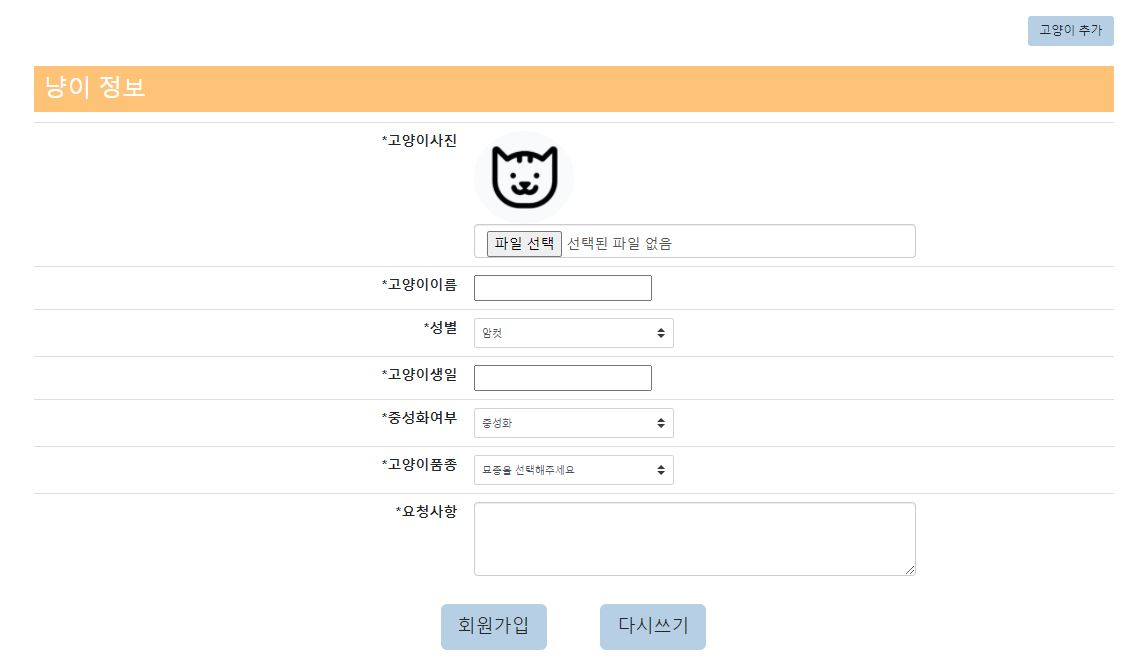 고양이 추가
냥이 정보
*고양이사진
파일 선택 선택된 파일 없음
*고양이이름
*성별
암컷
*고양이생일
*중성화여부
중성화
*고양이품종
묘종을 선택해주세요
*요청사항
회원가입 다시쓰기